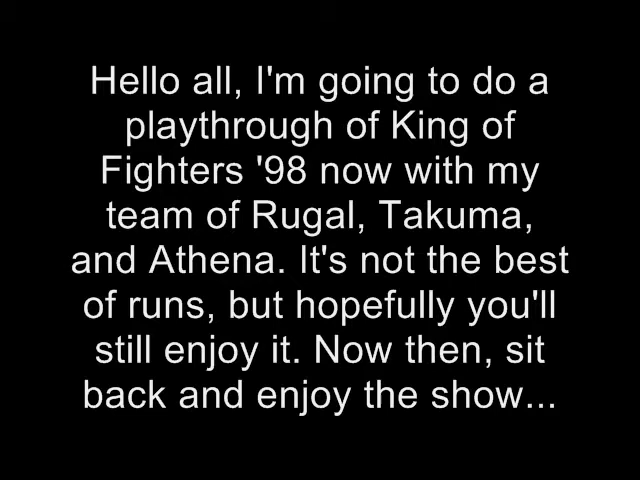 Hello all, I'm going to do a
playthrough of King of
Fighters '98 now with my
team of Rugal, Takuma,
and Athena. It's not the best
of runs, but hopefully you'll
still enjoy it. Now then, sit
back and enjoy the show...